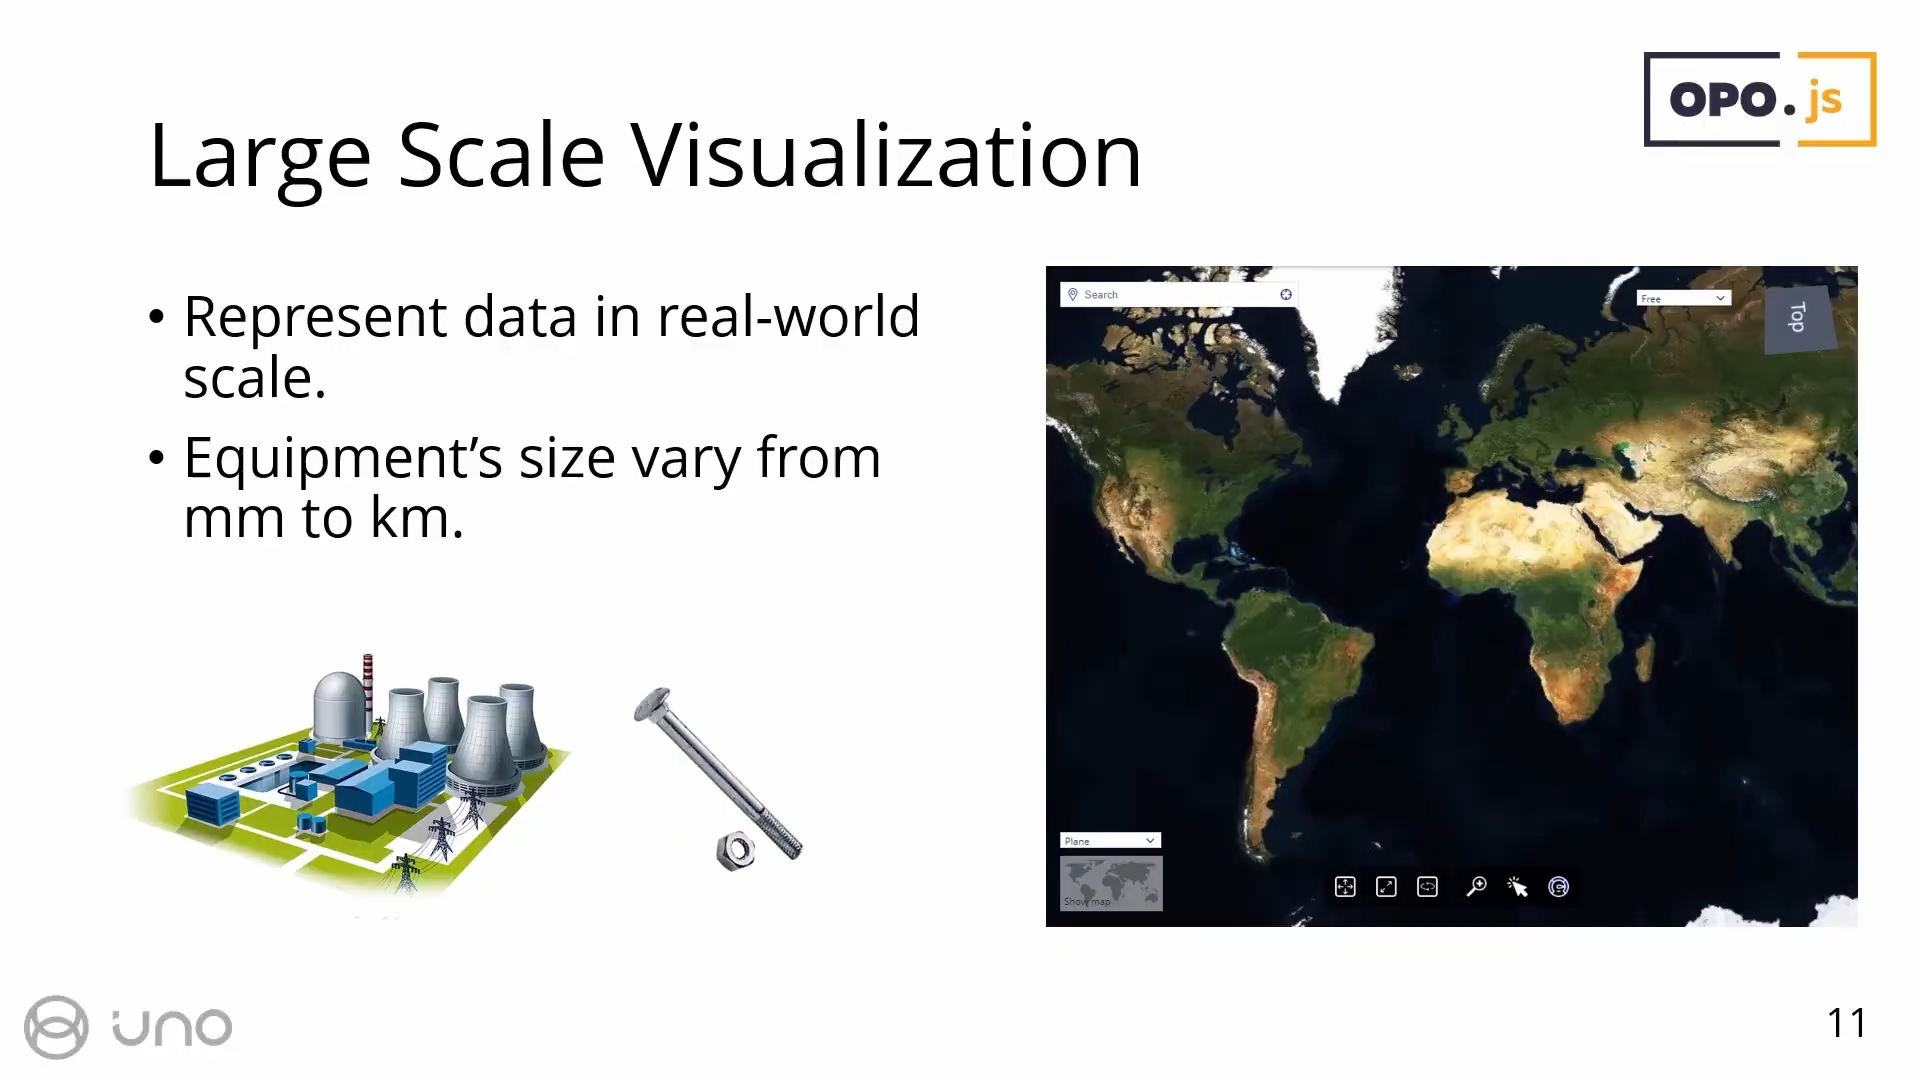 OPO.js
Large Scale Visualization
• Represent data in real-world
scale.
• Equipment’s size vary from
mm to km.
Search
Free
Top
Plane
Show map
uno
11